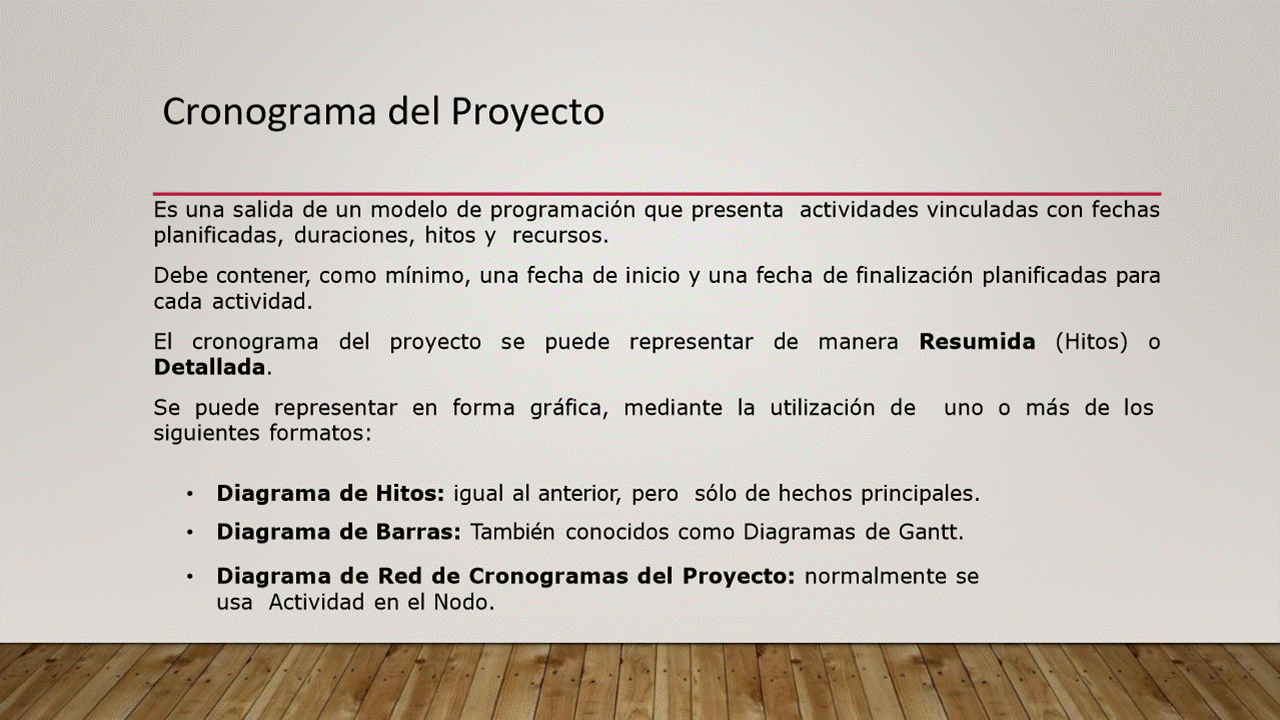 Cronograma del Proyecto
Es una salida de un modelo de programación que presenta actividades vinculadas con fechas
planificadas, duraciones, hitos y recursos.
Debe contener, como mínimo, una fecha de inicio y una fecha de finalización planificadas para
cada actividad.
El cronograma del proyecto se puede representar de manera Resumida (Hitos) o
Detallada.
Se puede representar en forma gráfica, mediante la utilización de uno o más de los
siguientes formatos:
• Diagrama de Hitos: igual al anterior, pero sólo de hechos principales.
• Diagrama de Barras: También conocidos como Diagramas de Gantt.
• Diagrama de Red de Cronogramas del Proyecto: normalmente se
usa Actividad en el Nodo.